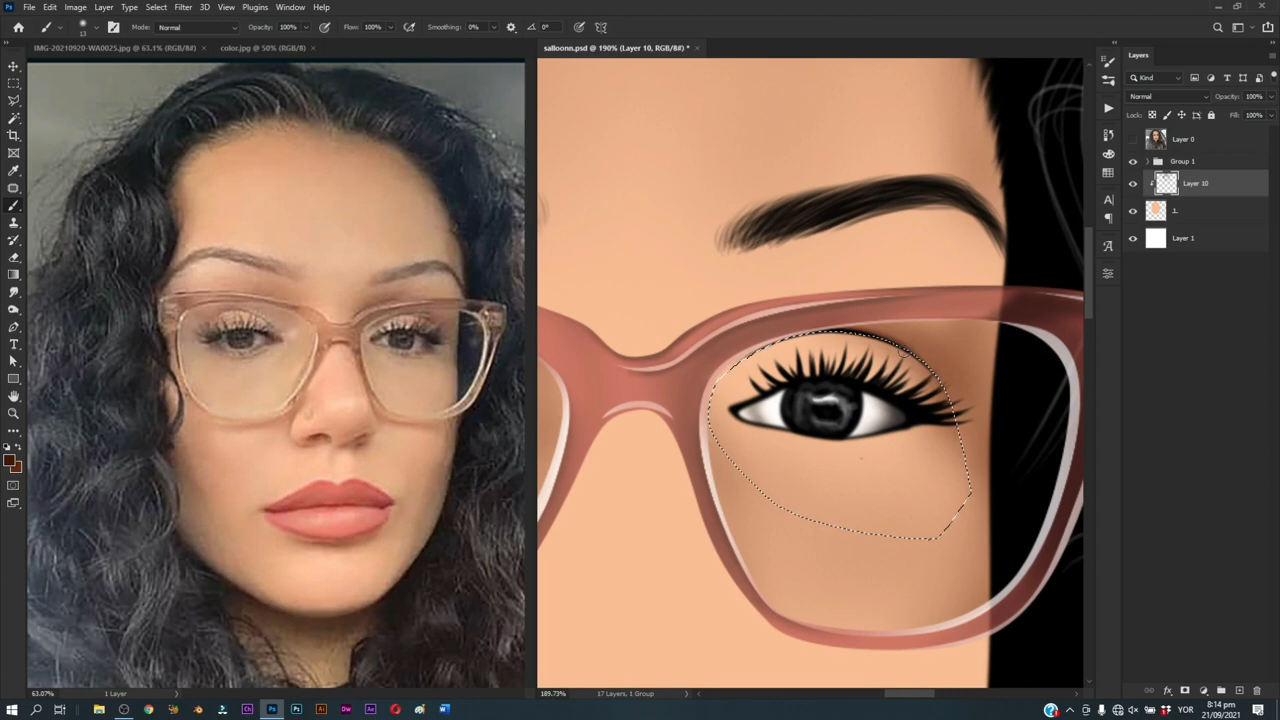 File Edit Image Layer Type Select Filter 3D View Plugins Window Help
Mode: Normal Opacity: 100% Flow: 100% Smoothing: 0% 0°
13
IMG-20210920-WA0025.jpg @ 63.1% (RGB/8#) × color.jpg @ 50% (RGB/8) ×
salloonn.psd @ 190% (Layer 10, RGB/8#) * ×
Layers
Kind
Normal Opacity: 100%
Lock: Fill: 100%
Layer 0
Group 1
Layer 10
Layer 1
63.07% 1 Layer
189.73% 17 Layers, 1 Group
YOR
8:14 pm
21/09/2021